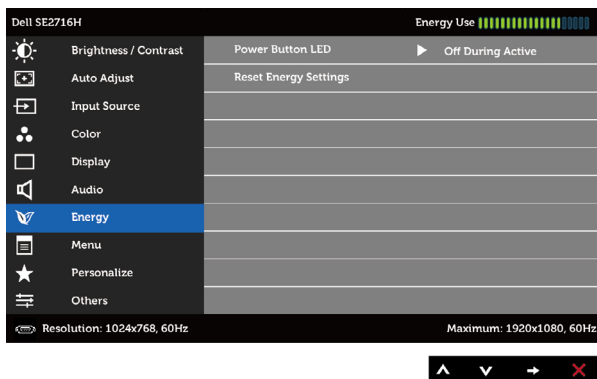 Dell SE2716H Energy Use
Brightness / Contrast Power Button LED Off During Active
Auto Adjust Reset Energy Settings
Input Source
Color
Display
Audio
Energy
Menu
Personalize
Others
Resolution: 1024x768, 60Hz Maximum: 1920x1080, 60Hz